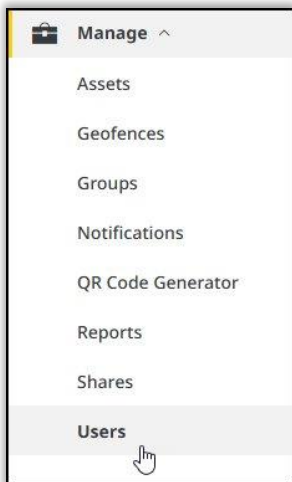 Manage
Assets
Geofences
Groups
Notifications
QR Code Generator
Reports
Shares
Users